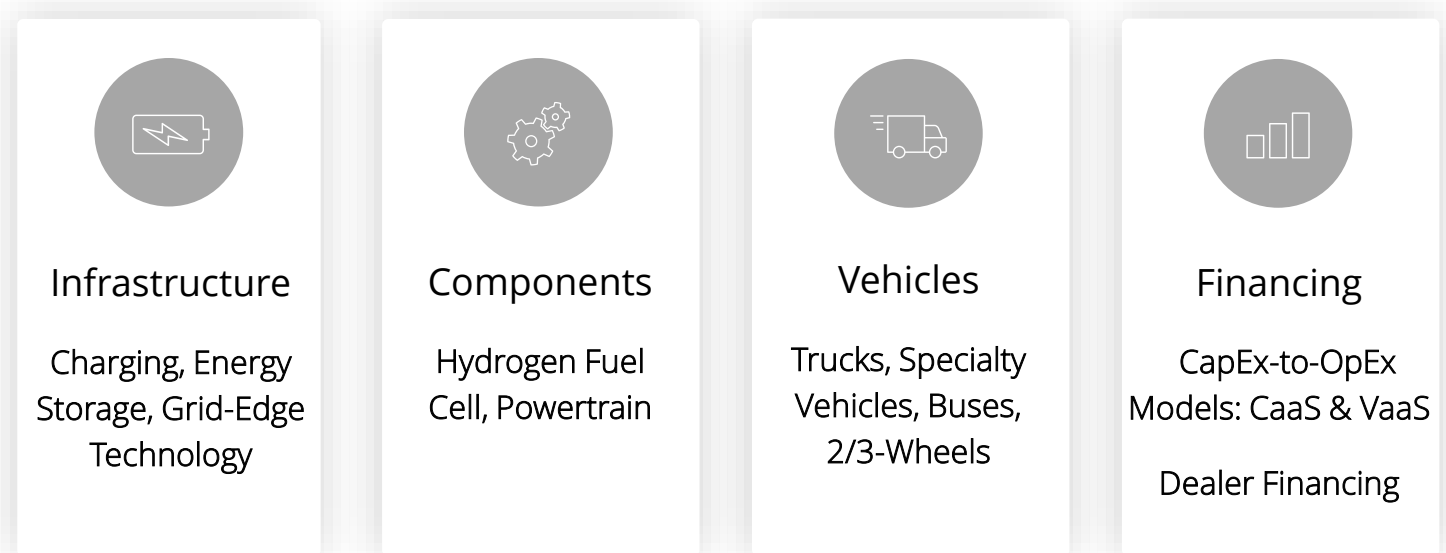 Infrastructure
Charging, Energy
Storage, Grid-Edge
Technology
Components
Hydrogen Fuel
Cell, Powertrain
Vehicles
Trucks, Specialty
Vehicles, Buses,
2/3-Wheels
Financing
CapEx-to-OpEx
Models: CaaS & VaaS
Dealer Financing